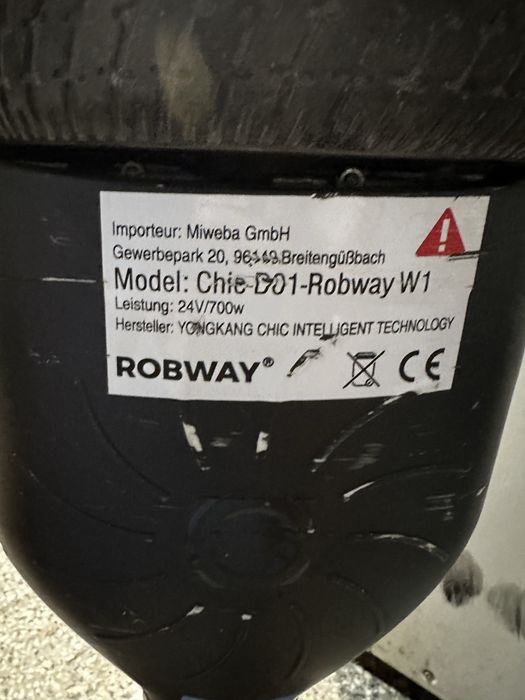 Importeur: Miweba GmbH
Gewerbepark 20, 96149 Breitengüßbach
Model: Chic-D01-Robway W1
Leistung: 24V/700w
Hersteller: YONGKANG CHIC INTELLIGENT TECHNOLOGY
ROBWAY® CE